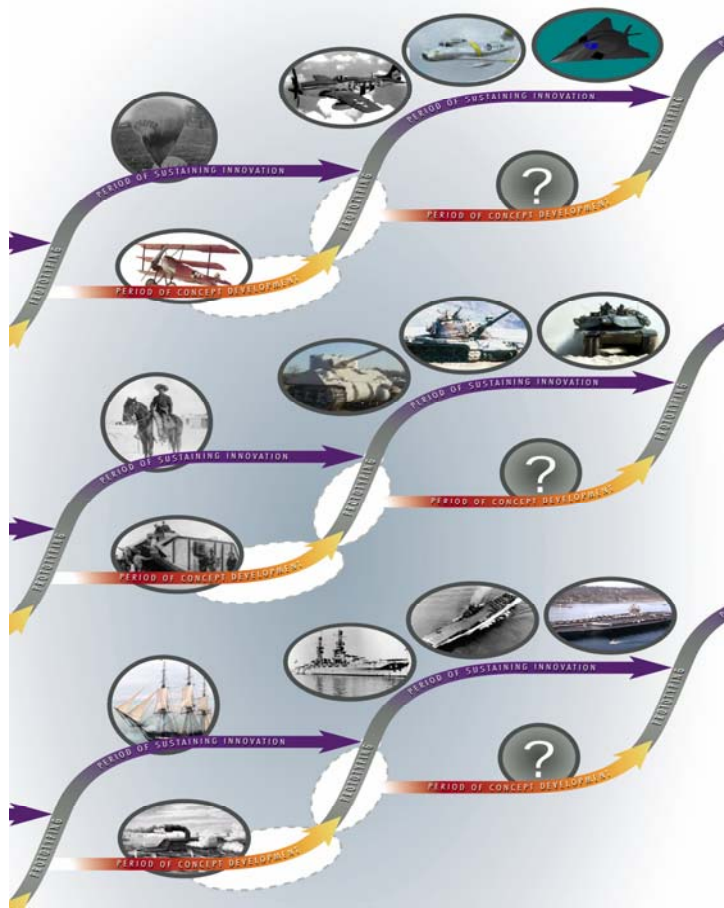 P
PERIOD OF SUSTAINING INNOVATION
PROTOTYPING
PERIOD OF SUSTAINING INNOVATION
PROTOTYPING
?
PERIOD OF CONCEPT DEVELOPMENT
PROTOTYPING
PERIOD OF CONCEPT DEVELOPMENT
P
PERIOD OF SUSTAINING INNOVATION
PROTOTYPING
PERIOD OF SUSTAINING INNOVATION
PROTOTYPING
?
PERIOD OF CONCEPT DEVELOPMENT
PROTOTYPING
PERIOD OF CONCEPT DEVELOPMENT
P
PERIOD OF SUSTAINING INNOVATION
PROTOTYPING
PERIOD OF SUSTAINING INNOVATION
PROTOTYPING
?
PERIOD OF CONCEPT DEVELOPMENT
PROTOTYPING
PERIOD OF CONCEPT DEVELOPMENT